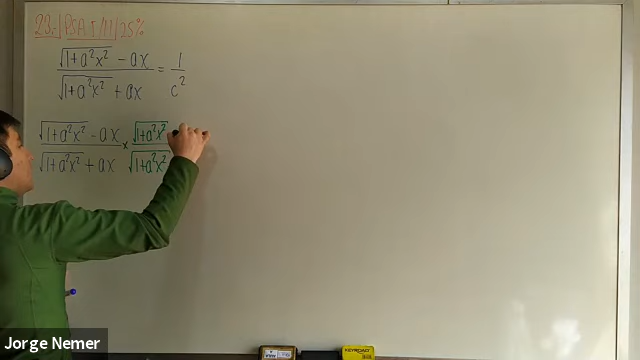 23.| PSA T/11| 25%
√(1+a²x²) - ax / √(1+a²x²) + ax = 1 / c²
√(1+a²x²) - ax / √(1+a²x²) + ax × √(1+a²x²) / √(1+a²x²)
KEYROAD
Jorge Nemer